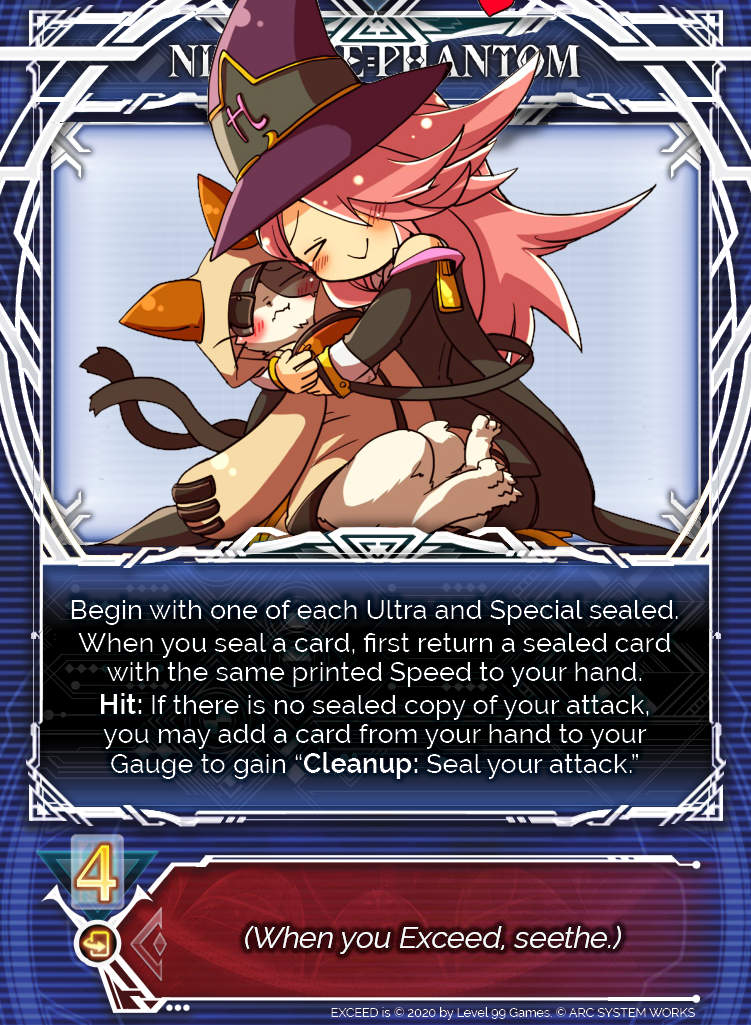 PHANTOM
Begin with one of each Ultra and Special sealed.
When you seal a card, first return a sealed card
with the same printed Speed to your hand.
Hit: If there is no sealed copy of your attack,
you may add a card from your hand to your
Gauge to gain “Cleanup: Seal your attack.”
4
(When you Exceed, seethe.)
EXCEED is © 2020 by Level 99 Games. © ARC SYSTEM WORKS